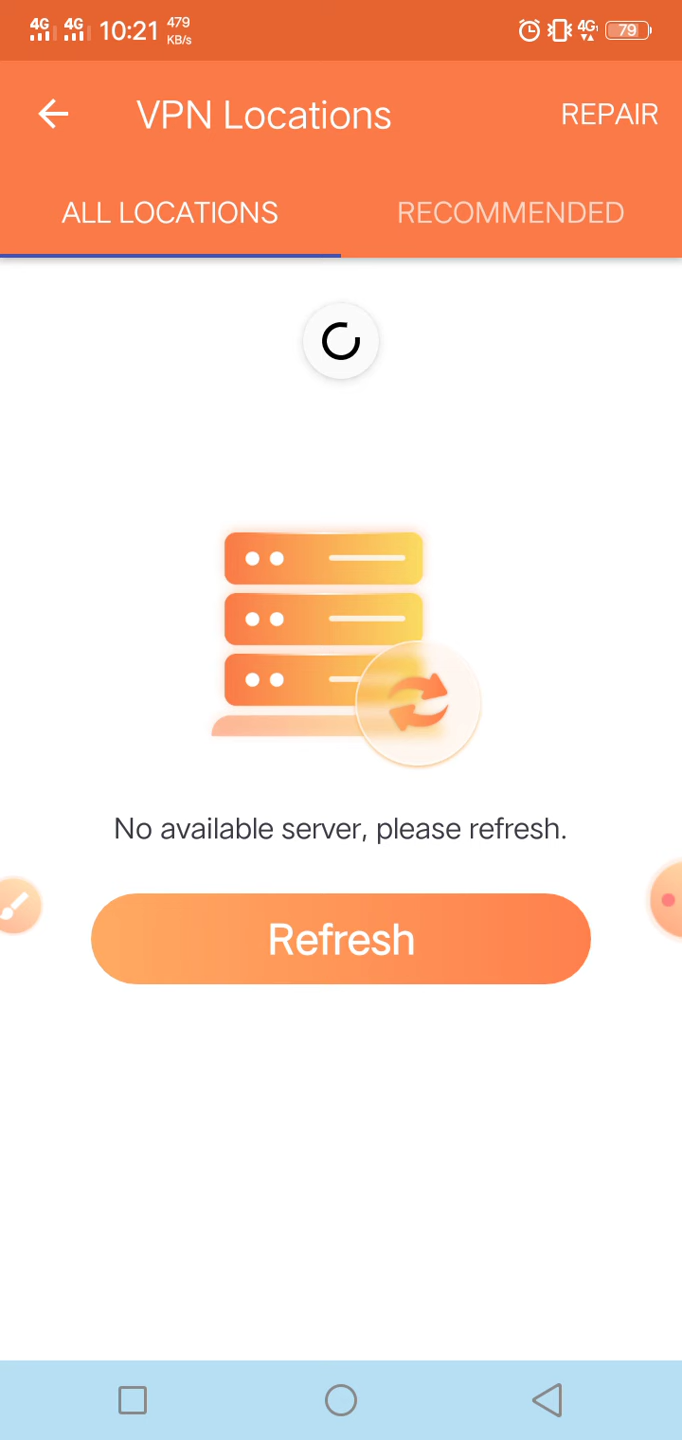 4G 4G 10:21 479 KB/s 4G 79
VPN Locations REPAIR
ALL LOCATIONS RECOMMENDED
No available server, please refresh.
Refresh